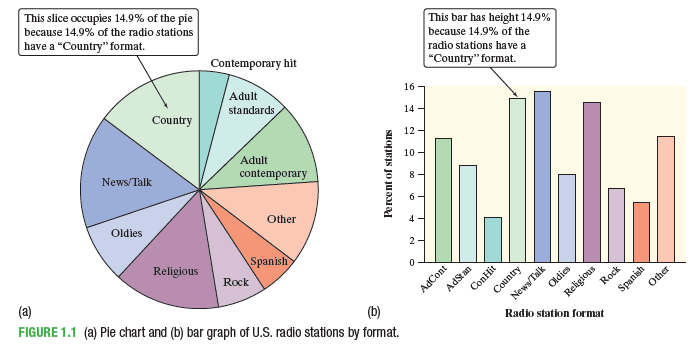 This slice occupies 14.9% of the pie
because 14.9% of the radio stations
have a “Country” format.
Contemporary hit
Adult
standards
Country
Adult
contemporary
News/Talk
Other
Oldies
Spanish
Religious
Rock
(a)
This bar has height 14.9%
because 14.9% of the
radio stations have a
“Country” format.
16
14
12
10
8
6
4
2
0
Percent of stations
AdCont
AdStan
ConHit
Country
News/Talk
Oldies
Religious
Rock
Spanish
Other
Radio station format
(b)
FIGURE 1.1 (a) Pie chart and (b) bar graph of U.S. radio stations by format.